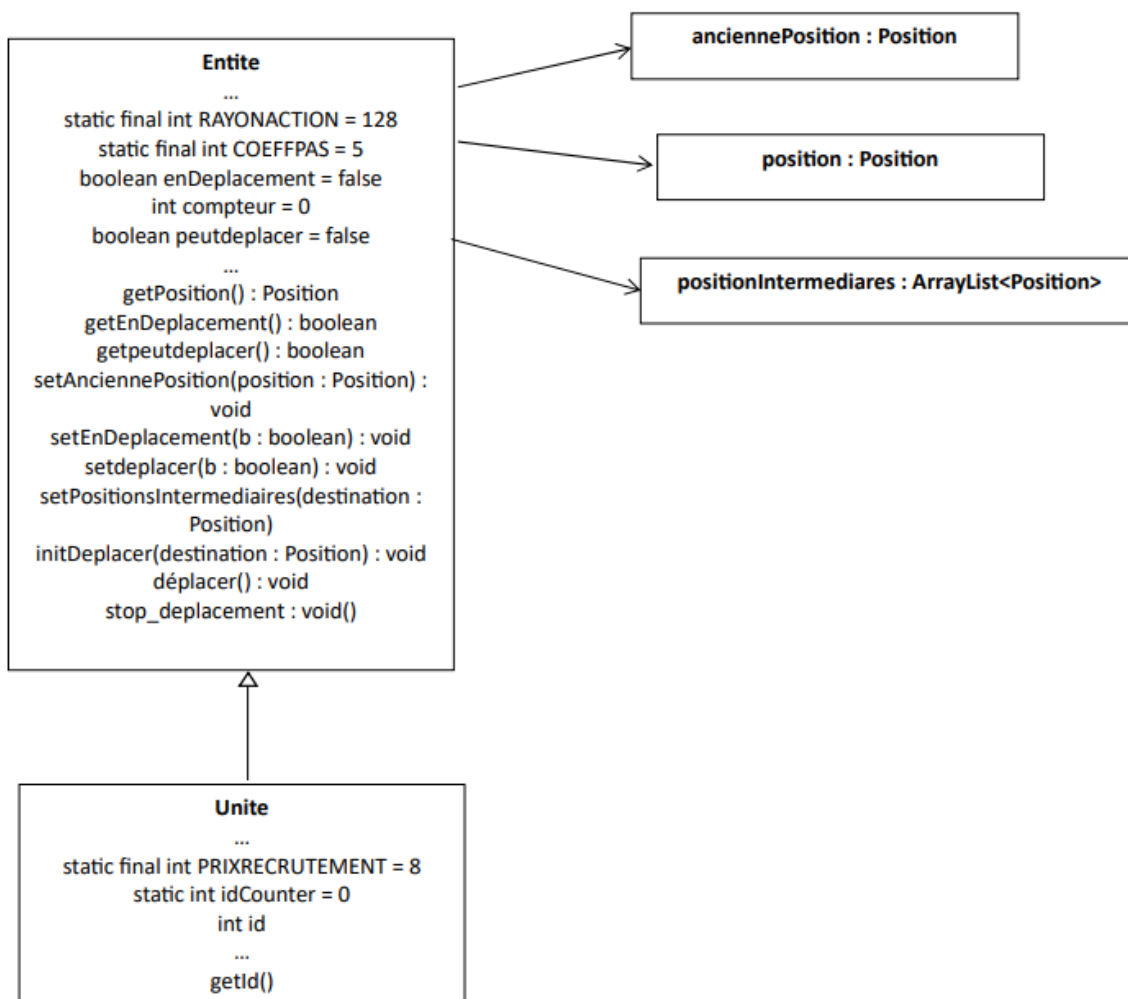 Entite
...
static final int RAYONACTION = 128
static final int COEFFPAS = 5
boolean enDeplacement = false
int compteur = 0
boolean peutdeplacer = false
...
getPosition() : Position
getEnDeplacement() : boolean
getpeutdeplacer() : boolean
setAnciennePosition(position : Position) :
void
setEnDeplacement(b : boolean) : void
setdeplacer(b : boolean) : void
setPositionsIntermediaires(destination :
Position)
initDeplacer(destination : Position) : void
déplacer() : void
stop_deplacement : void()
anciennePosition : Position
position : Position
positionIntermediares : ArrayList<Position>
Unite
...
static final int PRIXRECRUTEMENT = 8
static int idCounter = 0
int id
...
getId()